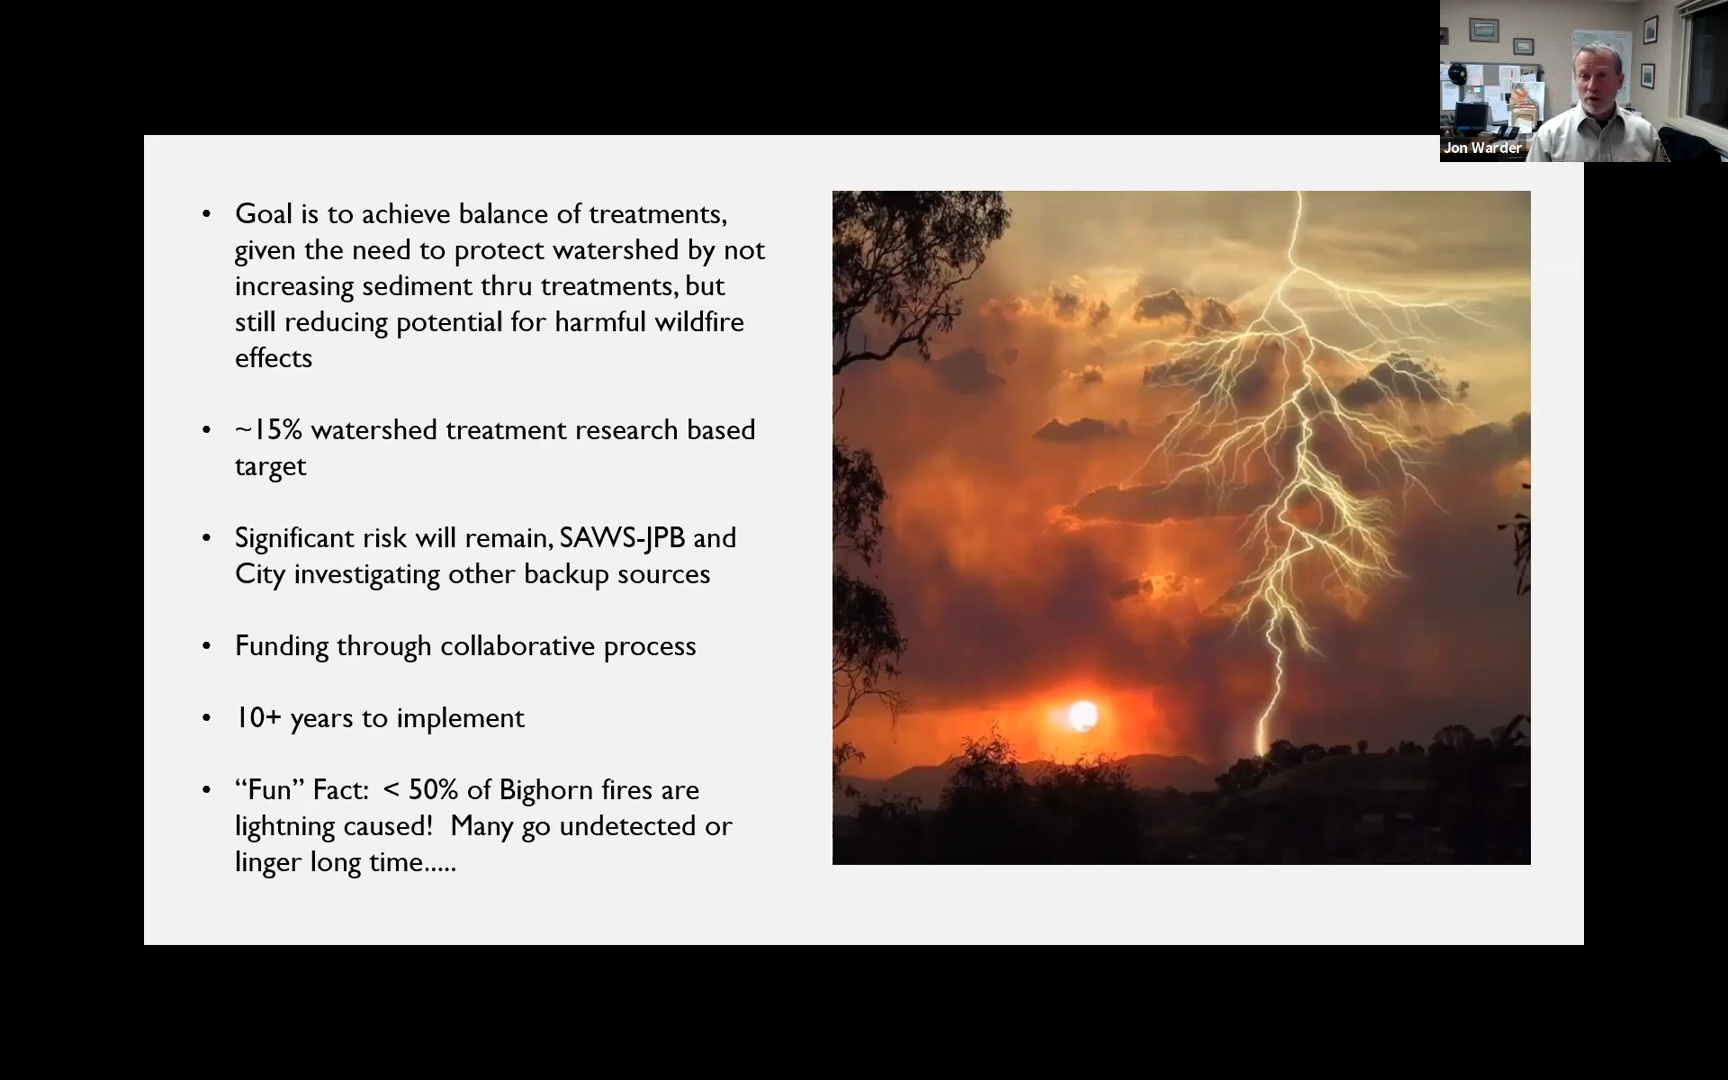 Jon Warder
• Goal is to achieve balance of treatments,
given the need to protect watershed by not
increasing sediment thru treatments, but
still reducing potential for harmful wildfire
effects
• ~15% watershed treatment research based
target
• Significant risk will remain, SAWS-JPB and
City investigating other backup sources
• Funding through collaborative process
• 10+ years to implement
• “Fun” Fact:  < 50% of Bighorn fires are
lightning caused!  Many go undetected or
linger long time.....